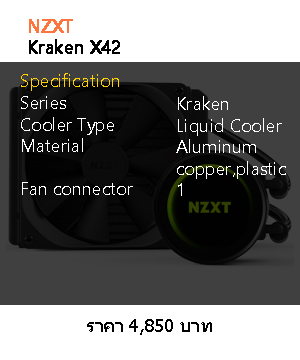 NZXT
Kraken X42
Specification
Series Kraken
Cooler Type Liquid Cooler
Material Aluminum
copper,plastic
Fan connector 1
NZXT
ราคา 4,850 บาท